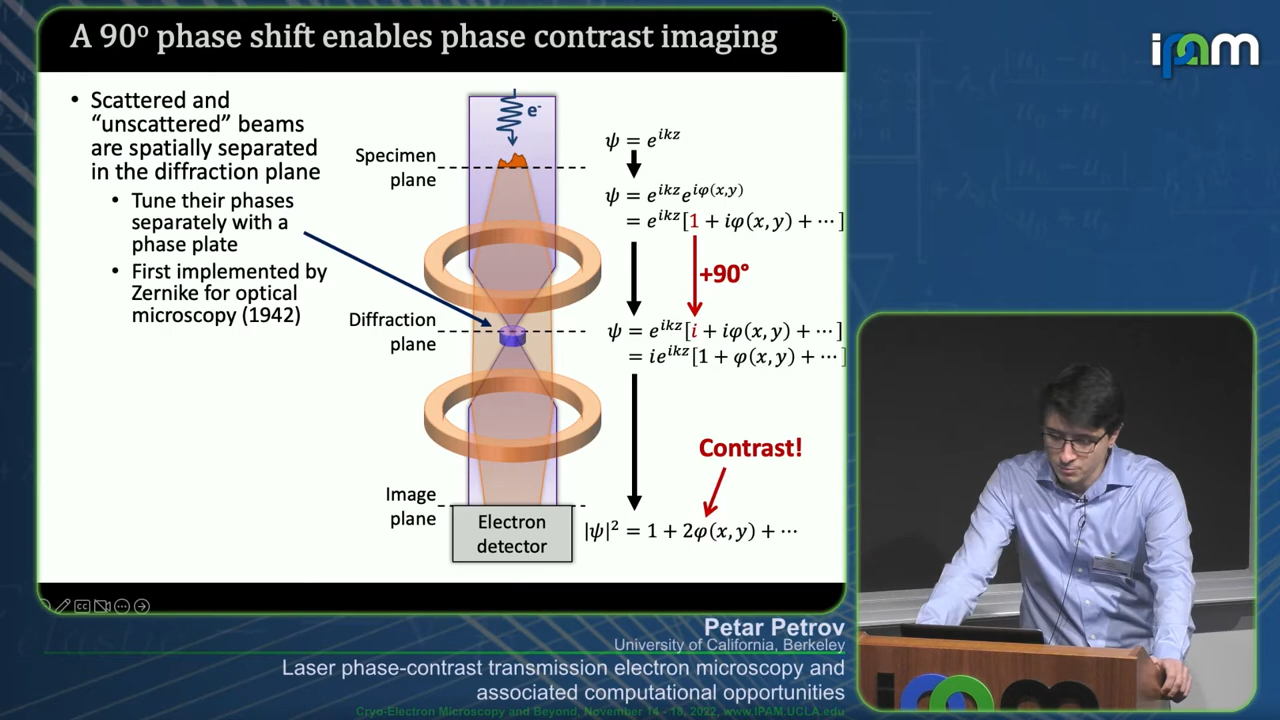 5
A 90º phase shift enables phase contrast imaging
ipam
• Scattered and
“unscattered” beams
are spatially separated
in the diffraction plane
• Tune their phases
separately with a
phase plate
• First implemented by
Zernike for optical
microscopy (1942)
e⁻
Specimen
plane
Diffraction
plane
Image
plane
Electron
detector
ψ = e^{ikz}
ψ = e^{ikz}e^{iφ(x,y)}
= e^{ikz}[1 + iφ(x, y) + ⋯]
+90°
ψ = e^{ikz}[i + iφ(x, y) + ⋯]
= ie^{ikz}[1 + φ(x, y) + ⋯]
Contrast!
|ψ|² = 1 + 2φ(x, y) + ⋯
Petar Petrov
University of California, Berkeley
Laser phase-contrast transmission electron microscopy and
associated computational opportunities
Cryo-Electron Microscopy and Beyond, November 14 - 18, 2022, www.IPAM.UCLA.edu